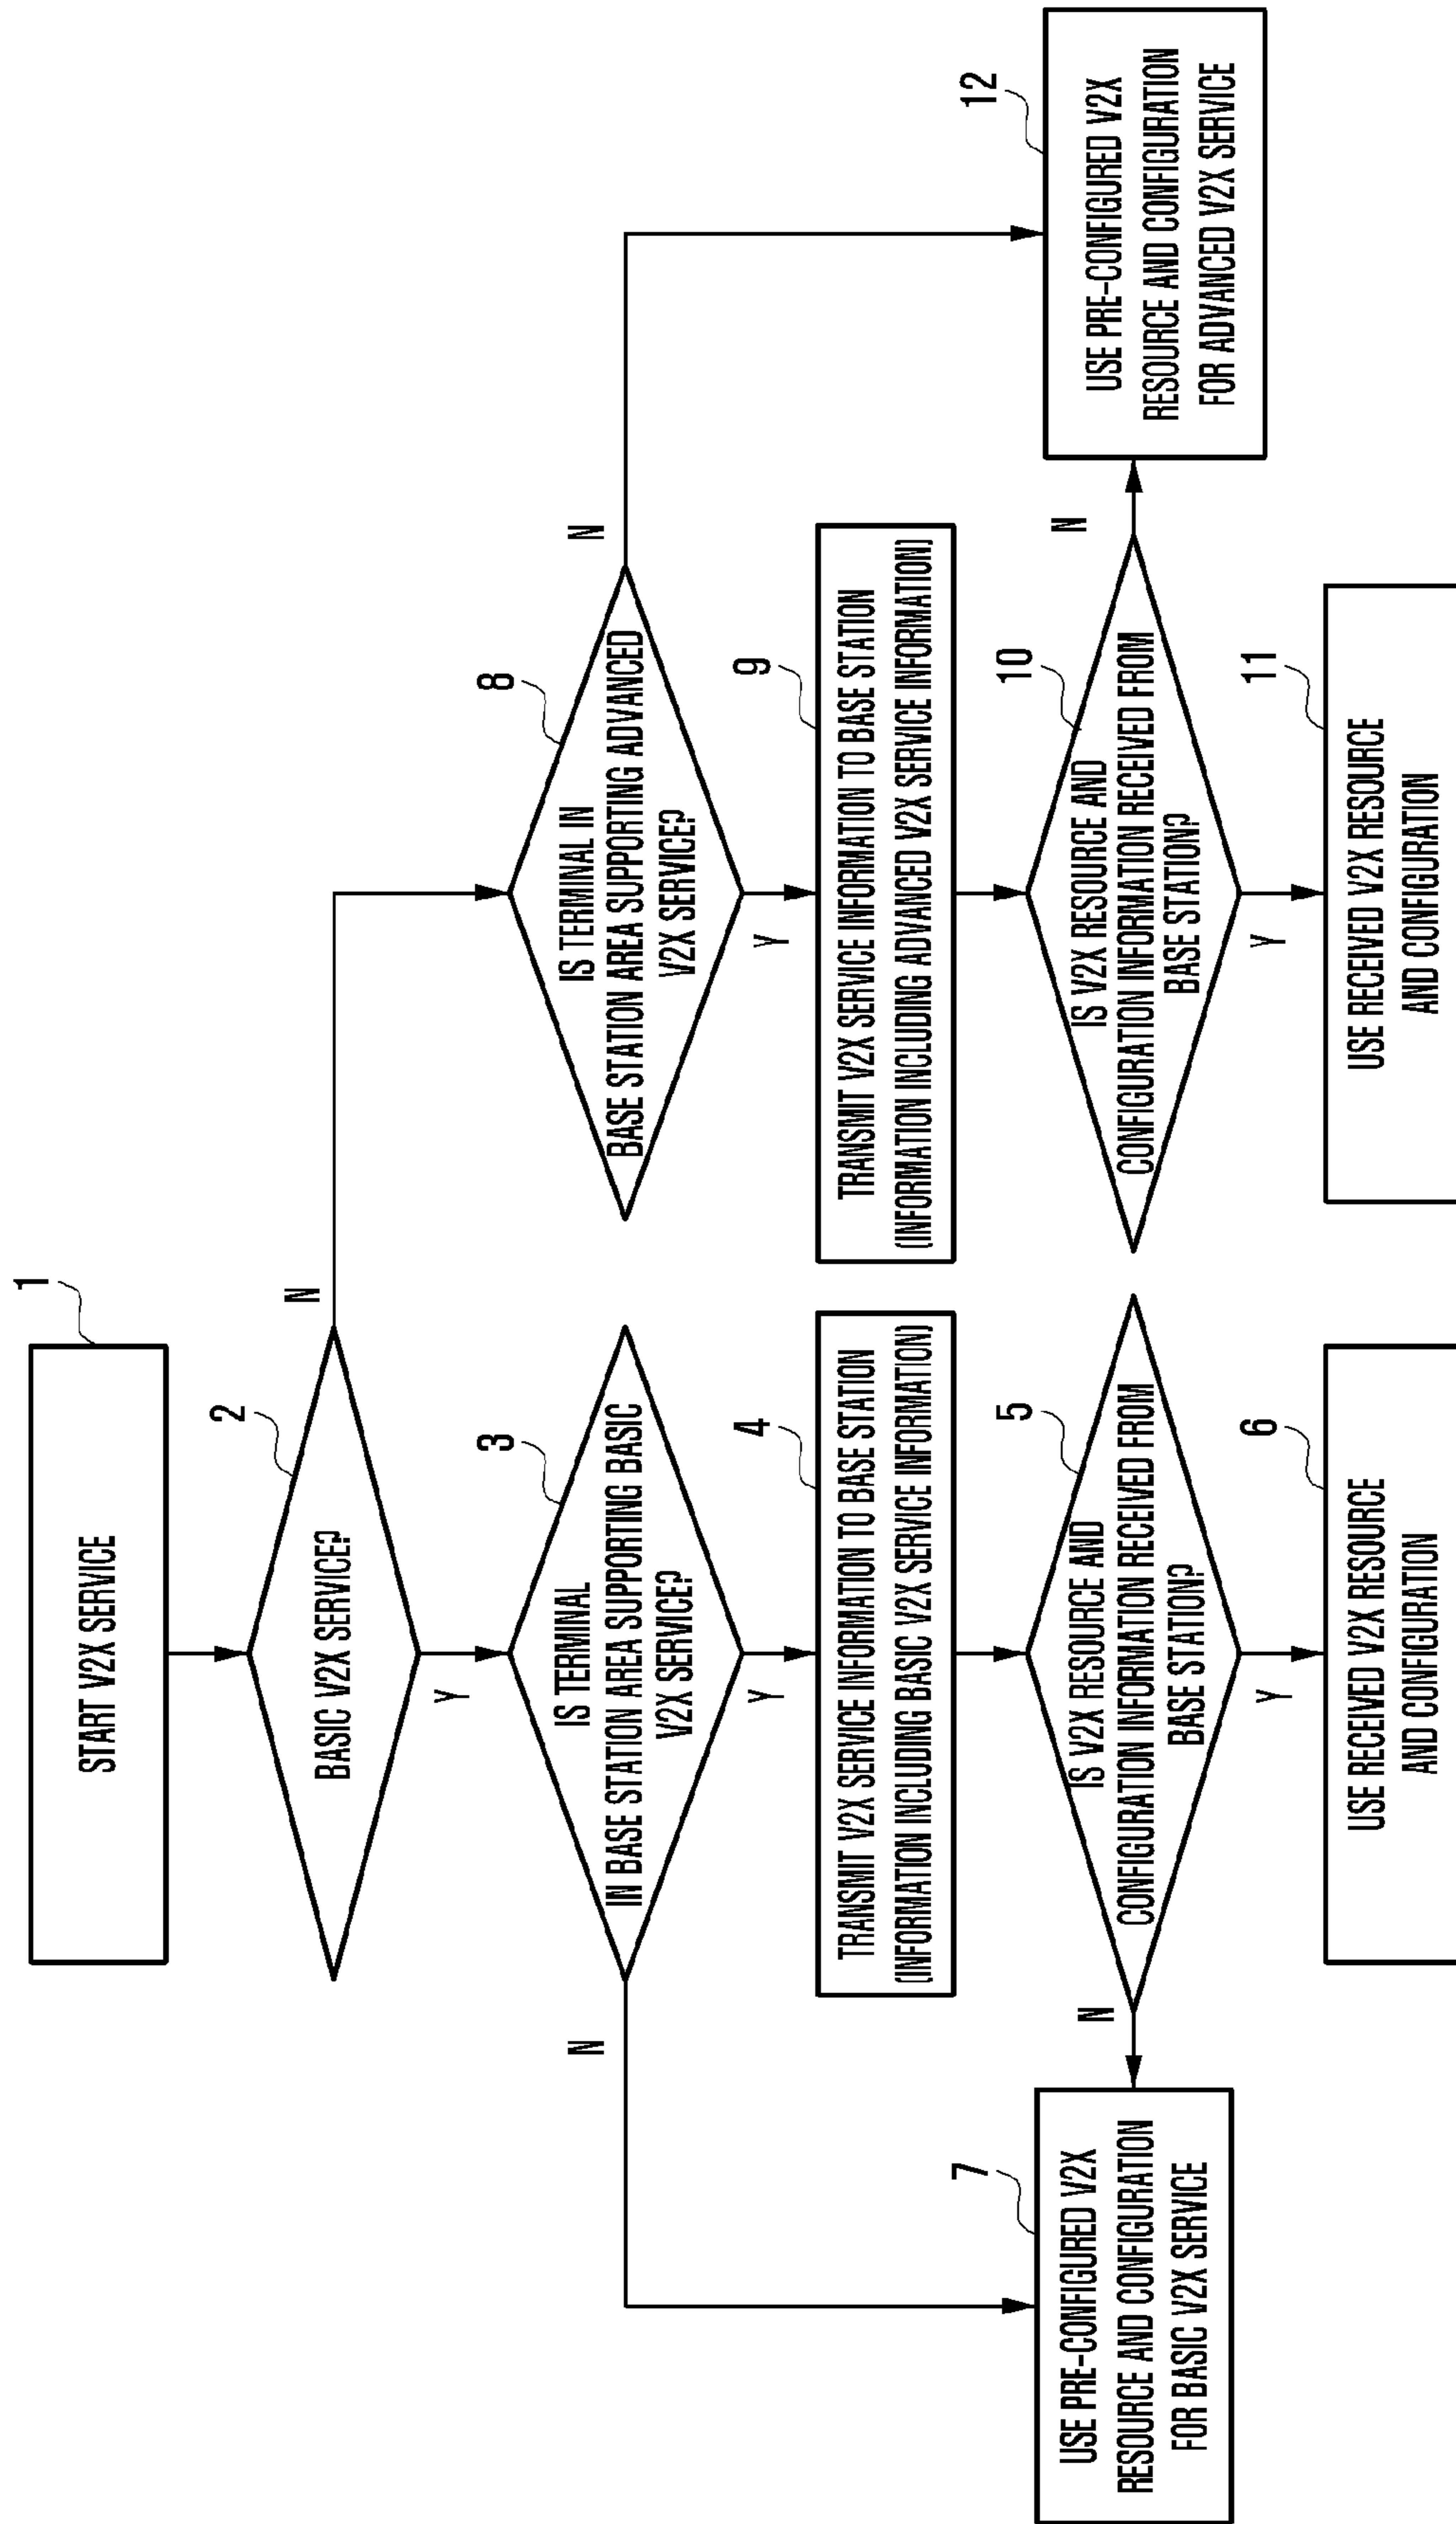 1
START V2X SERVICE
2
BASIC V2X SERVICE?
N
Y
3
IS TERMINAL
IN BASE STATION AREA SUPPORTING BASIC
V2X SERVICE?
N
Y
4
TRANSMIT V2X SERVICE INFORMATION TO BASE STATION
(INFORMATION INCLUDING BASIC V2X SERVICE INFORMATION)
5
IS V2X RESOURCE AND
CONFIGURATION INFORMATION RECEIVED FROM
BASE STATION?
N
Y
6
USE RECEIVED V2X RESOURCE
AND CONFIGURATION
7
USE PRE-CONFIGURED V2X
RESOURCE AND CONFIGURATION
FOR BASIC V2X SERVICE
8
IS TERMINAL IN
BASE STATION AREA SUPPORTING ADVANCED
V2X SERVICE?
N
Y
9
TRANSMIT V2X SERVICE INFORMATION TO BASE STATION
(INFORMATION INCLUDING ADVANCED V2X SERVICE INFORMATION)
10
IS V2X RESOURCE AND
CONFIGURATION INFORMATION RECEIVED FROM
BASE STATION?
N
Y
11
USE RECEIVED V2X RESOURCE
AND CONFIGURATION
12
USE PRE-CONFIGURED V2X
RESOURCE AND CONFIGURATION
FOR ADVANCED V2X SERVICE